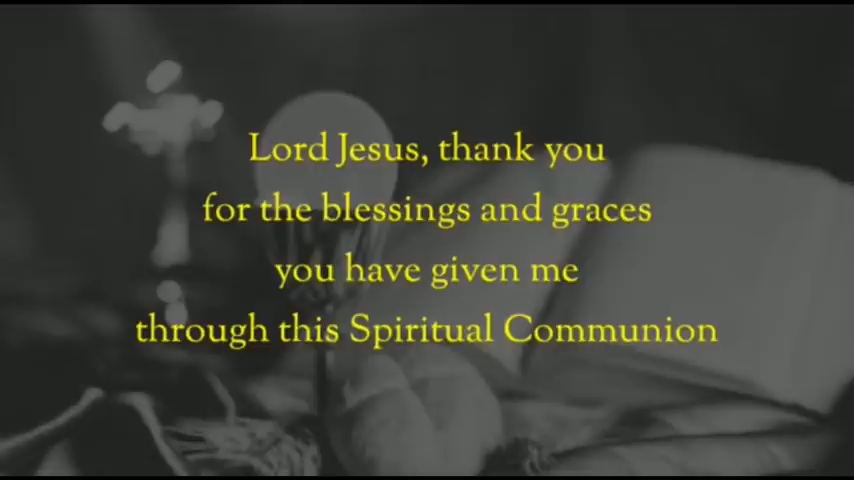 Lord Jesus, thank you
for the blessings and graces
you have given me
through this Spiritual Communion